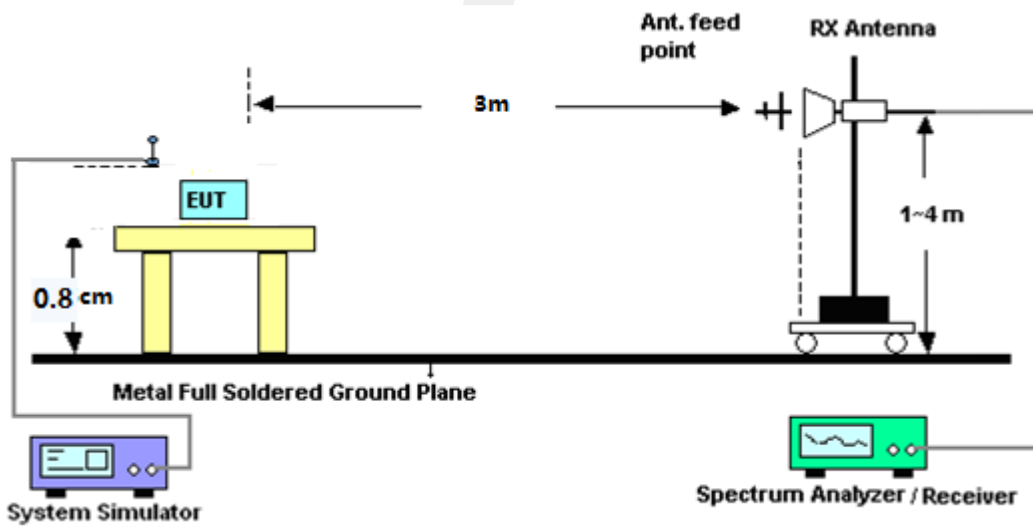 Ant. feed
point
RX Antenna
3m
EUT
1~4 m
0.8 cm
Metal Full Soldered Ground Plane
System Simulator
Spectrum Analyzer / Receiver